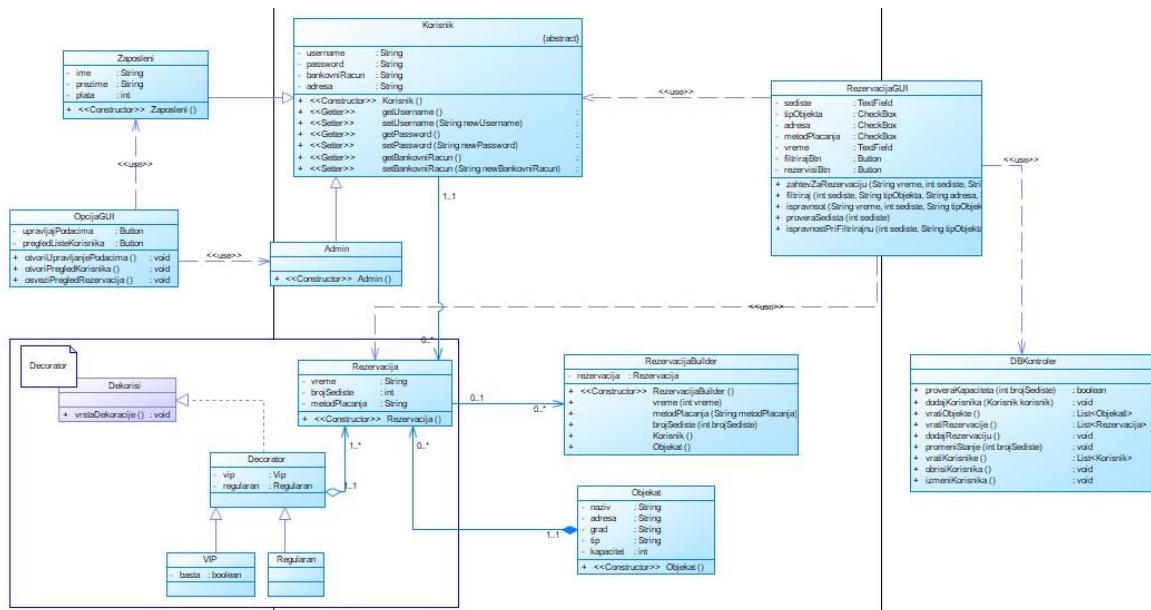 Korisnik
{abstract}
- username : String
- password : String
- bankovniRacun : String
- adresa : String
+ <<Constructor>> Korisnik ()
+ <<Getter>> getUsername () :
+ <<Setter>> setUsername (String newUsername) :
+ <<Getter>> getPassword () :
+ <<Setter>> setPassword (String newPassword) :
+ <<Getter>> getBankovniRacun () :
+ <<Setter>> setBankovniRacun (String newBankovniRacun) :
Zaposleni
- ime : String
- prezime : String
- plata : int
+ <<Constructor>> Zaposleni ()
<<use>>
OpcijaGUI
- upravljajPodacima : Button
- pregledListeKorisnika : Button
+ otvoriUpravljanjePodacima () : void
+ otvoriPregledKorisnika () : void
+ osveziPregledRezervacija () : void
<<use>>
Admin
+ <<Constructor>> Admin ()
1..1
0..*
<<use>>
RezervacijaGUI
- sediste : TextField
- tipObjekta : CheckBox
- adresa : CheckBox
- metodPlacanja : CheckBox
- vreme : TextField
- filtrirajBtn : Button
- rezervisiBtn : Button
+ zahtevZaRezervaciju (String vreme, int sediste, Stri
+ filtriraj (int sediste, String tipObjekta, String adresa,
+ ispravnsot (String vreme, int sediste, String tipObjek
+ proveraSedista (int sediste)
+ ispravnostPriFiltrirajnu (int sediste, String tipObjekta
<<use>>
<<use>>
Decorator
Dekorisi
+ vrstaDekoracije () : void
Rezervacija
- vreme : String
- brojSediste : int
- metodPlacanja : String
+ <<Constructor>> Rezervacija ()
0..1
0..*
1..*
0..*
RezervacijaBuilder
- rezervacija : Rezervacija
+ <<Constructor>> RezervacijaBuilder ()
+ vreme (int vreme)
+ metodPlacanja (String metodPlacanja)
+ brojSediste (int brojSediste)
+ Korisnik ()
+ Objekat ()
DBKontroler
+ proveraKapaciteta (int brojSediste) : boolean
+ dodajKorisnika (Korisnik korisnik) : void
+ vratiObjekte () : List<Objekat>
+ vratiRezervacije () : List<Rezervacija>
+ dodajRezervaciju () : void
+ promeniStanje (int brojSediste) : void
+ vratiKorisnike () : List<Korisnik>
+ obrisiKorisnika () : void
+ izmeniKorisnika () : void
Decorator
- vip : Vip
- regularan : Regularan
1..1
Objekat
- naziv : String
- adresa : String
- grad : String
- tip : String
- kapacitet : int
+ <<Constructor>> Objekat ()
1..1
VIP
- basta : boolean
Regularan